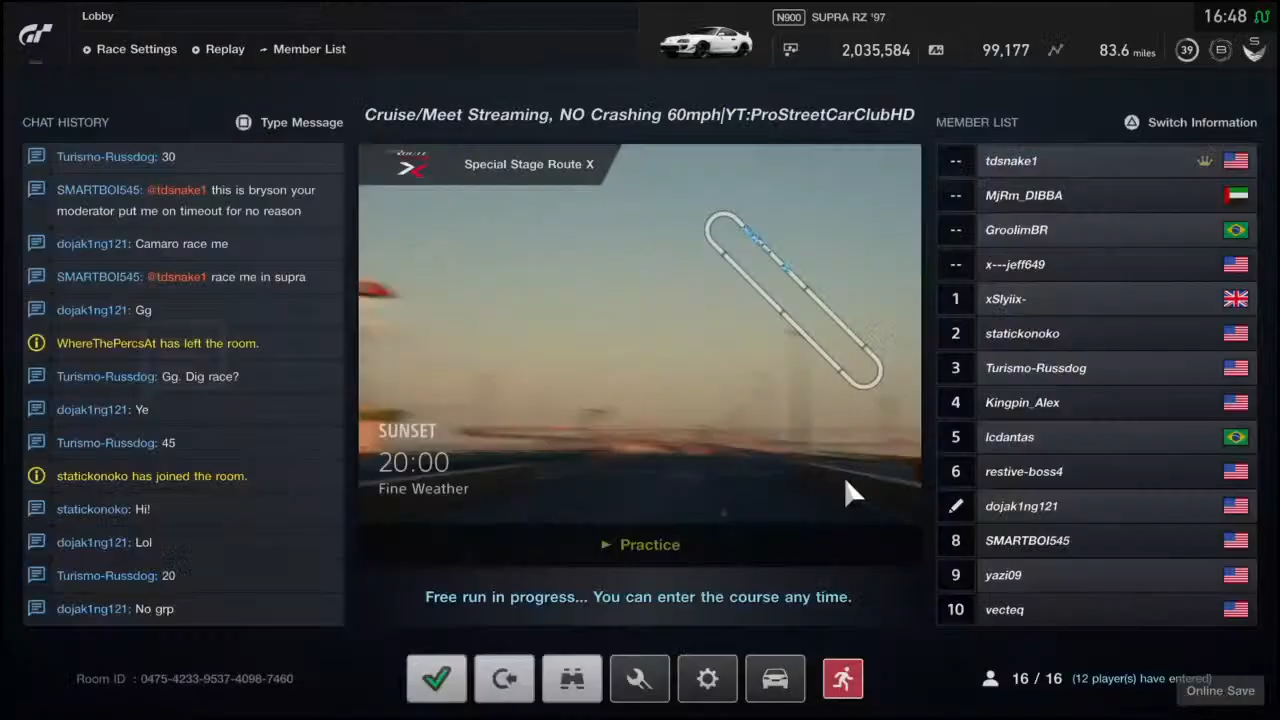 Lobby
N900 SUPRA RZ '97
16:48
Race Settings Replay Member List
2,035,584 99,177 83.6 miles 39 B S
CHAT HISTORY Type Message
Turismo-Russdog: 30
SMARTBOI545: @tdsnake1 this is bryson your
moderator put me on timeout for no reason
dojak1ng121: Camaro race me
SMARTBOI545: @tdsnake1 race me in supra
dojak1ng121: Gg
WhereThePercsAt has left the room.
Turismo-Russdog: Gg. Dig race?
dojak1ng121: Ye
Turismo-Russdog: 45
statickonoko has joined the room.
statickonoko: Hi!
dojak1ng121: Lol
Turismo-Russdog: 20
dojak1ng121: No grp
Cruise/Meet Streaming, NO Crashing 60mph|YT:ProStreetCarClubHD
Special Stage Route X
SUNSET
20:00
Fine Weather
Practice
Free run in progress... You can enter the course any time.
MEMBER LIST Switch Information
-- tdsnake1
-- MjRm_DIBBA
-- GroolimBR
-- x---jeff649
1 xSlyiix-
2 statickonoko
3 Turismo-Russdog
4 Kingpin_Alex
5 lcdantas
6 restive-boss4
dojak1ng121
8 SMARTBOI545
9 yazi09
10 vecteq
Room ID : 0475-4233-9537-4098-7460
16 / 16 (12 player(s) have entered)
Online Save